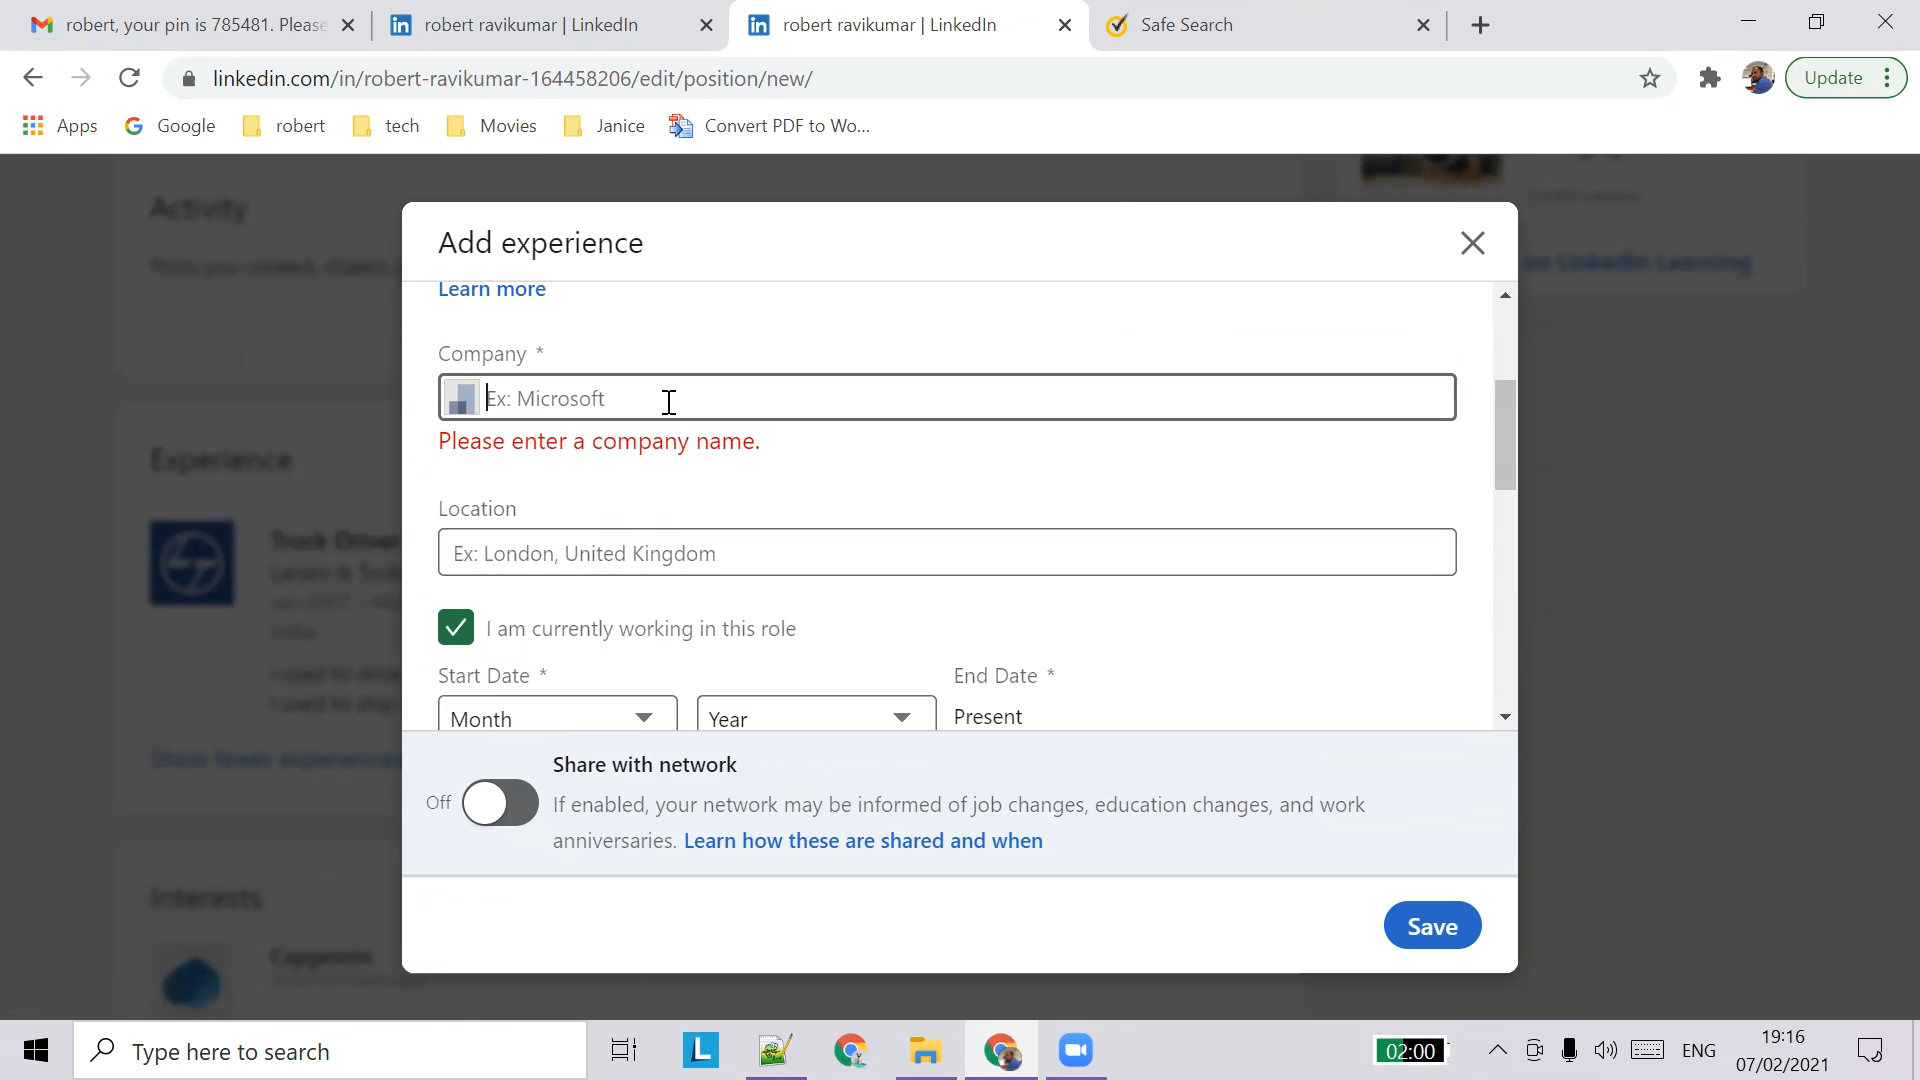 robert, your pin is 785481. Please
robert ravikumar | LinkedIn
robert ravikumar | LinkedIn
Safe Search
linkedin.com/in/robert-ravikumar-164458206/edit/position/new/
Update
Apps
Google
robert
tech
Movies
Janice
Convert PDF to Wo...
Activity
Add experience
Learn more
Company *
Ex: Microsoft
Please enter a company name.
Experience
Location
Ex: London, United Kingdom
Truck Driver
I am currently working in this role
Start Date *
End Date *
Month
Year
Present
Share with network
Off
If enabled, your network may be informed of job changes, education changes, and work
anniversaries. Learn how these are shared and when
Interests
Capgemini
Save
Type here to search
L
02:00
ENG
19:16
07/02/2021